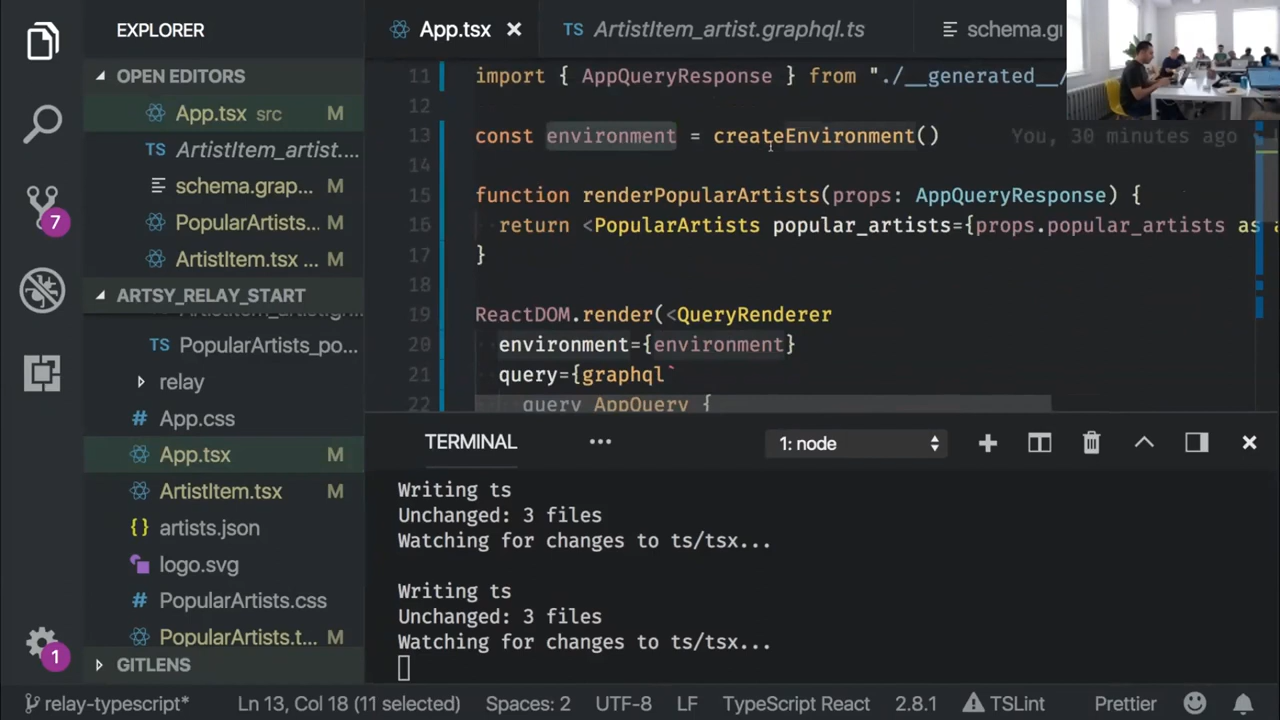 EXPLORER
OPEN EDITORS
App.tsx src M
TS ArtistItem_artist....
schema.grap... M
PopularArtists... M
ArtistItem.tsx ... M
ARTSY_RELAY_START
TS PopularArtists_po...
relay
# App.css
App.tsx M
ArtistItem.tsx M
{} artists.json
logo.svg
# PopularArtists.css
PopularArtists.t... M
GITLENS
7
1
App.tsx
TS ArtistItem_artist.graphql.ts
schema.g
11 import { AppQueryResponse } from "./__generated__/
12
13 const environment = createEnvironment() You, 30 minutes ago
14
15 function renderPopularArtists(props: AppQueryResponse) {
16 return <PopularArtists popular_artists={props.popular_artists as a
17 }
18
19 ReactDOM.render(<QueryRenderer
20 environment={environment}
21 query={graphql`
22 query AppQuery {
TERMINAL ••• 1: node
Writing ts
Unchanged: 3 files
Watching for changes to ts/tsx...
Writing ts
Unchanged: 3 files
Watching for changes to ts/tsx...
relay-typescript* Ln 13, Col 18 (11 selected) Spaces: 2 UTF-8 LF TypeScript React 2.8.1 TSLint Prettier